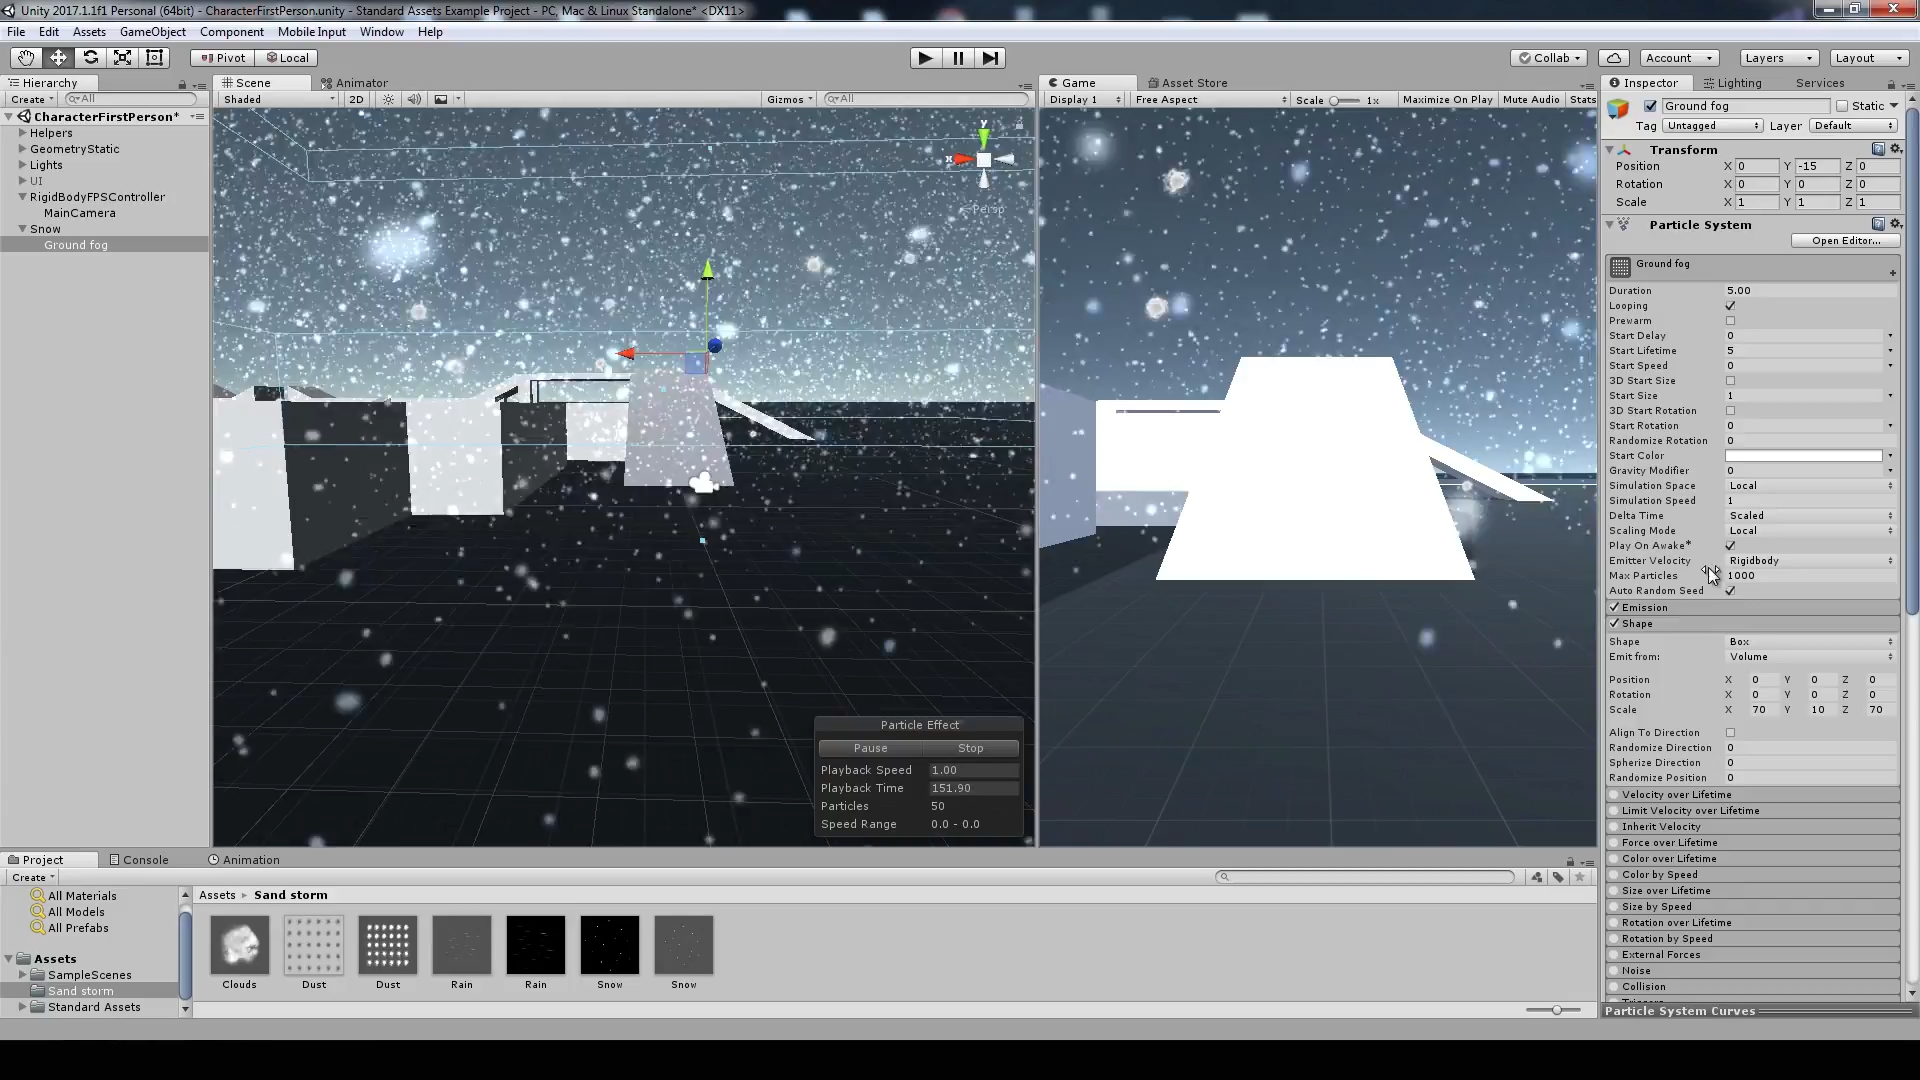 Unity 2017.1.1f1 Personal (64bit) - CharacterFirstPerson.unity - Standard Assets Example Project - PC, Mac & Linux Standalone* <DX11>
File Edit Assets GameObject Component Mobile Input Window Help
Pivot Local Collab Account Layers Layout
Hierarchy
Create All
CharacterFirstPerson*
Helpers
GeometryStatic
Lights
UI
RigidBodyFPSController
MainCamera
Snow
Ground fog
Scene Animator
Shaded 2D Gizmos All
y
x
Persp
Particle Effect
Pause Stop
Playback Speed 1.00
Playback Time 151.90
Particles 50
Speed Range 0.0 - 0.0
Game Asset Store
Display 1 Free Aspect Scale 1x Maximize On Play Mute Audio Stats
Inspector Lighting Services
Ground fog Static
Tag Untagged Layer Default
Transform
Position X 0 Y -15 Z 0
Rotation X 0 Y 0 Z 0
Scale X 1 Y 1 Z 1
Particle System
Open Editor...
Ground fog
Duration 5.00
Looping
Prewarm
Start Delay 0
Start Lifetime 5
Start Speed 0
3D Start Size
Start Size 1
3D Start Rotation
Start Rotation 0
Randomize Rotation 0
Start Color
Gravity Modifier 0
Simulation Space Local
Simulation Speed 1
Delta Time Scaled
Scaling Mode Local
Play On Awake*
Emitter Velocity Rigidbody
Max Particles 1000
Auto Random Seed
Emission
Shape
Shape Box
Emit from: Volume
Position X 0 Y 0 Z 0
Rotation X 0 Y 0 Z 0
Scale X 70 Y 10 Z 70
Align To Direction
Randomize Direction 0
Spherize Direction 0
Randomize Position 0
Velocity over Lifetime
Limit Velocity over Lifetime
Inherit Velocity
Force over Lifetime
Color over Lifetime
Color by Speed
Size over Lifetime
Size by Speed
Rotation over Lifetime
Rotation by Speed
External Forces
Noise
Collision
Particle System Curves
Project Console Animation
Create
All Materials
All Models
All Prefabs
Assets
SampleScenes
Sand storm
Standard Assets
Assets Sand storm
Clouds Dust Dust Rain Rain Snow Snow